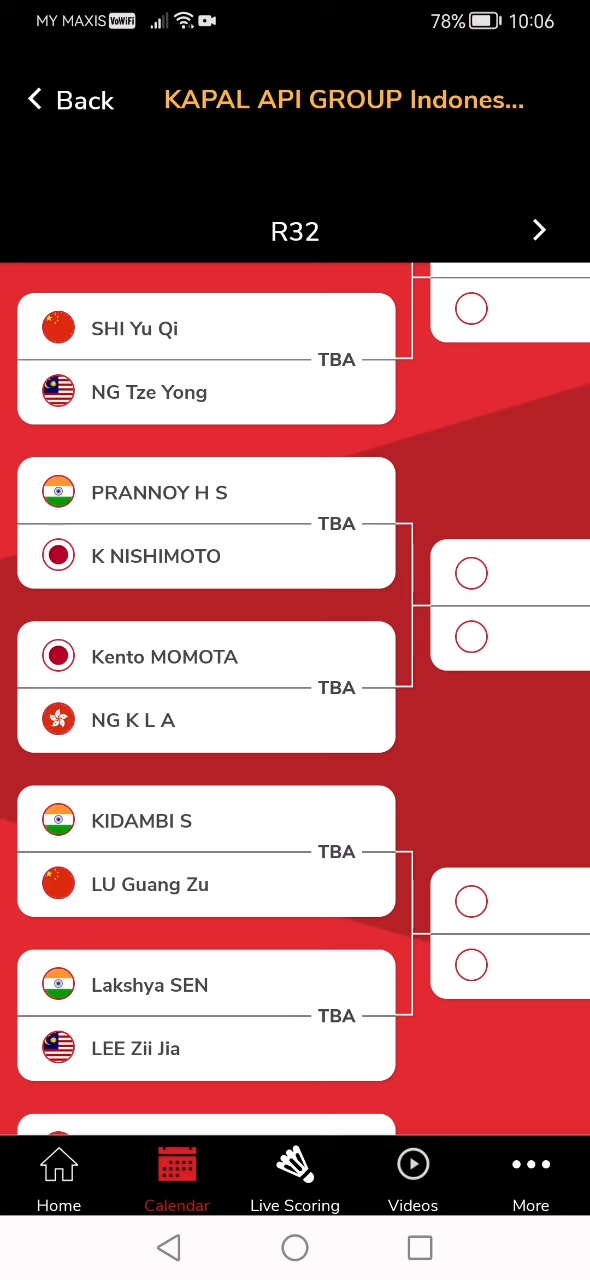 MY MAXIS VoWiFi 78% 10:06
Back KAPAL API GROUP Indones...
R32
SHI Yu Qi
TBA
NG Tze Yong
PRANNOY H S
TBA
K NISHIMOTO
Kento MOMOTA
TBA
NG K L A
KIDAMBI S
TBA
LU Guang Zu
Lakshya SEN
TBA
LEE Zii Jia
Home Calendar Live Scoring Videos More